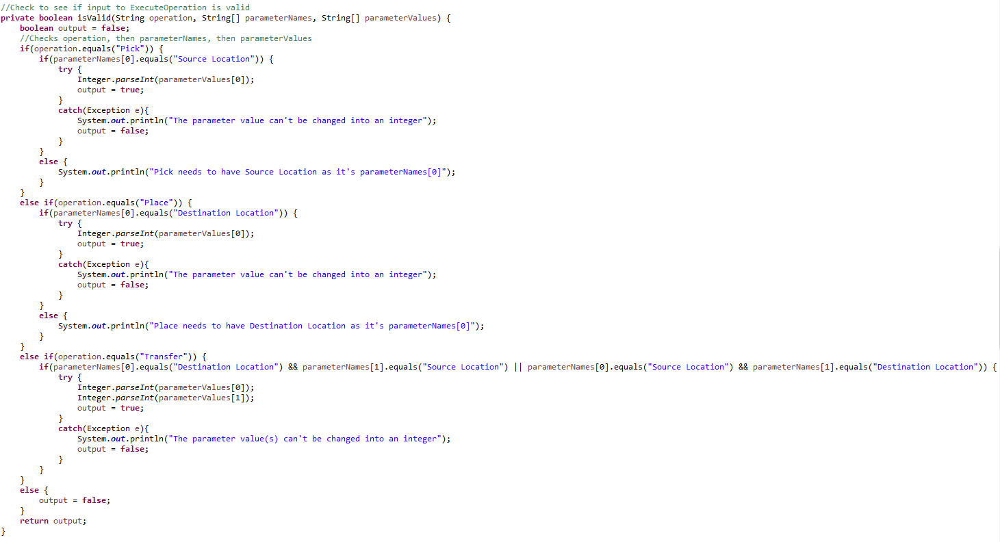 //Check to see if input to ExecuteOperation is valid
private boolean isValid(String operation, String[] parameterNames, String[] parameterValues) {
    boolean output = false;
    //Checks operation, then parameterNames, then parameterValues
    if(operation.equals("Pick")) {
        if(parameterNames[0].equals("Source Location")) {
            try {
                Integer.parseInt(parameterValues[0]);
                output = true;
            }
            catch(Exception e){
                System.out.println("The parameter value can't be changed into an integer");
                output = false;
            }
        }
        else {
            System.out.println("Pick needs to have Source Location as it's parameterNames[0]");
        }
    }
    else if(operation.equals("Place")) {
        if(parameterNames[0].equals("Destination Location")) {
            try {
                Integer.parseInt(parameterValues[0]);
                output = true;
            }
            catch(Exception e){
                System.out.println("The parameter value can't be changed into an integer");
                output = false;
            }
        }
        else {
            System.out.println("Place needs to have Destination Location as it's parameterNames[0]");
        }
    }
    else if(operation.equals("Transfer")) {
        if(parameterNames[0].equals("Destination Location") && parameterNames[1].equals("Source Location") || parameterNames[0].equals("Source Location") && parameterNames[1].equals("Destination Location")) {
            try {
                Integer.parseInt(parameterValues[0]);
                Integer.parseInt(parameterValues[1]);
                output = true;
            }
            catch(Exception e){
                System.out.println("The parameter value(s) can't be changed into an integer");
                output = false;
            }
        }
    }
    else {
        output = false;
    }
    return output;
}